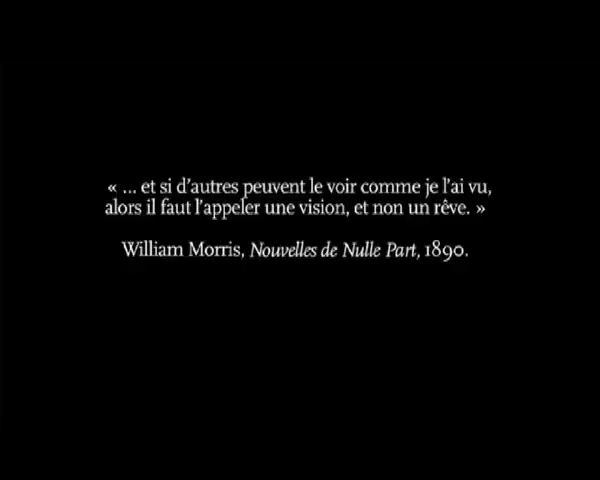 « ... et si d'autres peuvent le voir comme je l'ai vu,
alors il faut l'appeler une vision, et non un rêve. »
William Morris, Nouvelles de Nulle Part, 1890.